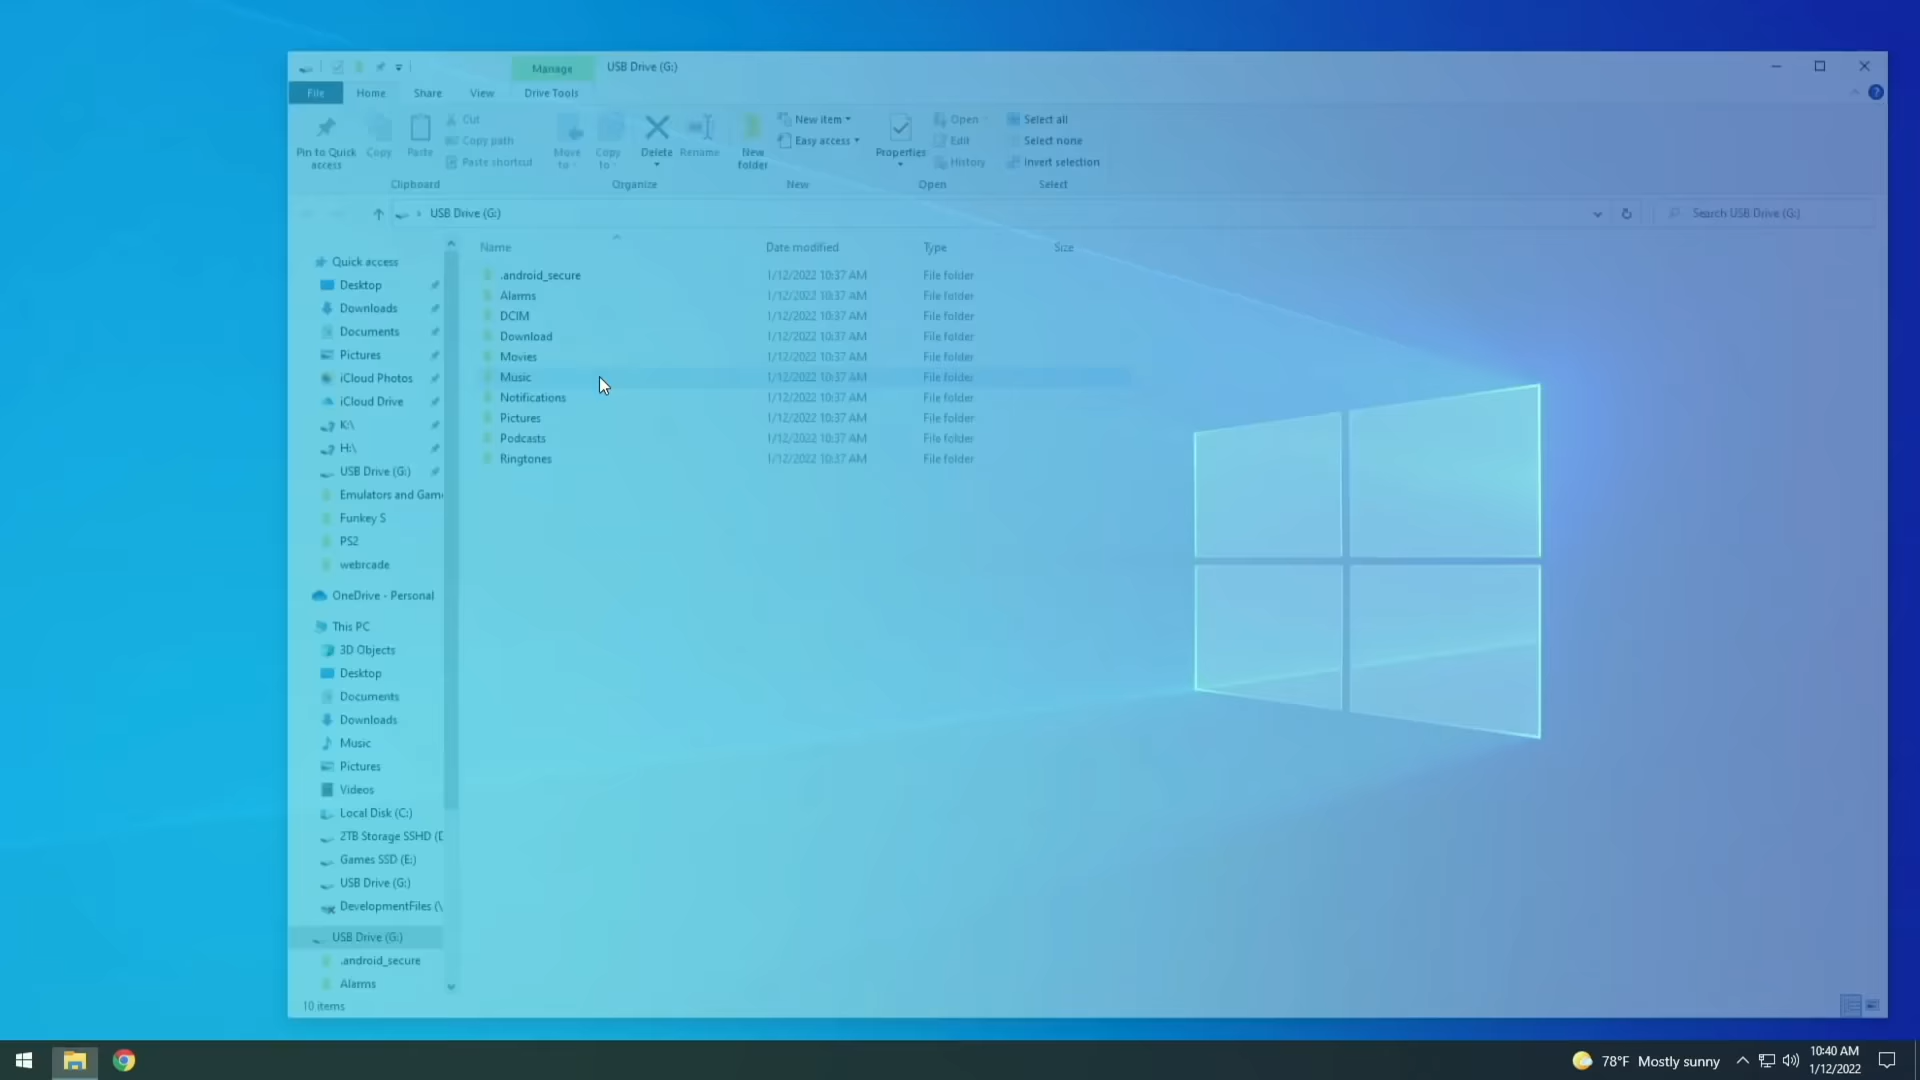 Manage
USB Drive (G:)
File
Home
Share
View
Drive Tools
Pin to Quick access
Copy
Paste
Cut
Copy path
Paste shortcut
Move to
Copy to
Delete
Rename
New folder
New item
Easy access
Properties
Open
Edit
History
Select all
Select none
Invert selection
Clipboard
Organize
New
Open
Select
USB Drive (G:)
Search USB Drive (G:)
Name
Date modified
Type
Size
.android_secure 1/12/2022 10:37 AM File folder
Alarms 1/12/2022 10:37 AM File folder
DCIM 1/12/2022 10:37 AM File folder
Download 1/12/2022 10:37 AM File folder
Movies 1/12/2022 10:37 AM File folder
Music 1/12/2022 10:37 AM File folder
Notifications 1/12/2022 10:37 AM File folder
Pictures 1/12/2022 10:37 AM File folder
Podcasts 1/12/2022 10:37 AM File folder
Ringtones 1/12/2022 10:37 AM File folder
Quick access
Desktop
Downloads
Documents
Pictures
iCloud Photos
iCloud Drive
K:\
H:\
USB Drive (G:)
Emulators and Game
Funkey S
PS2
webrcade
OneDrive - Personal
This PC
3D Objects
Desktop
Documents
Downloads
Music
Pictures
Videos
Local Disk (C:)
2TB Storage SSHD (D
Games SSD (E:)
USB Drive (G:)
DevelopmentFiles (\
USB Drive (G:)
.android_secure
Alarms
10 items
78°F Mostly sunny
10:40 AM
1/12/2022